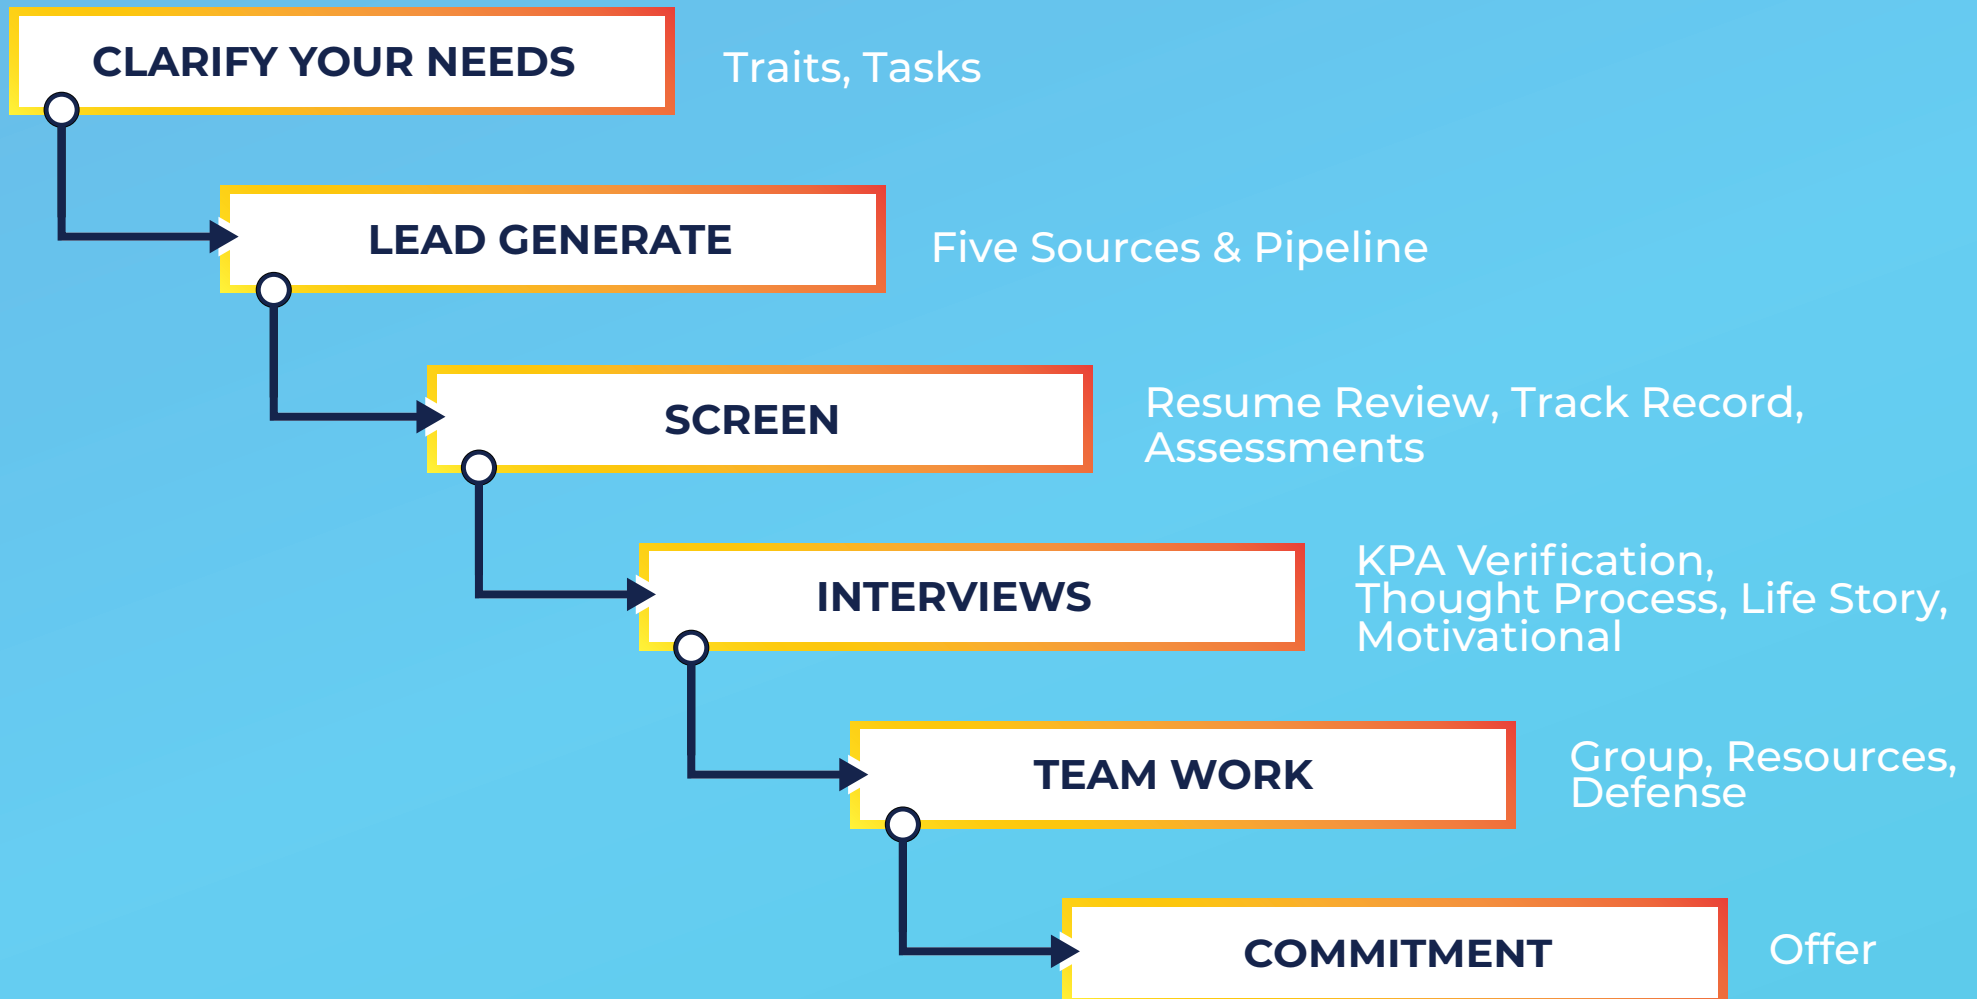 CLARIFY YOUR NEEDS
Traits, Tasks
LEAD GENERATE
Five Sources & Pipeline
SCREEN
Resume Review, Track Record,
Assessments
INTERVIEWS
KPA Verification,
Thought Process, Life Story,
Motivational
TEAM WORK
Group, Resources,
Defense
COMMITMENT
Offer